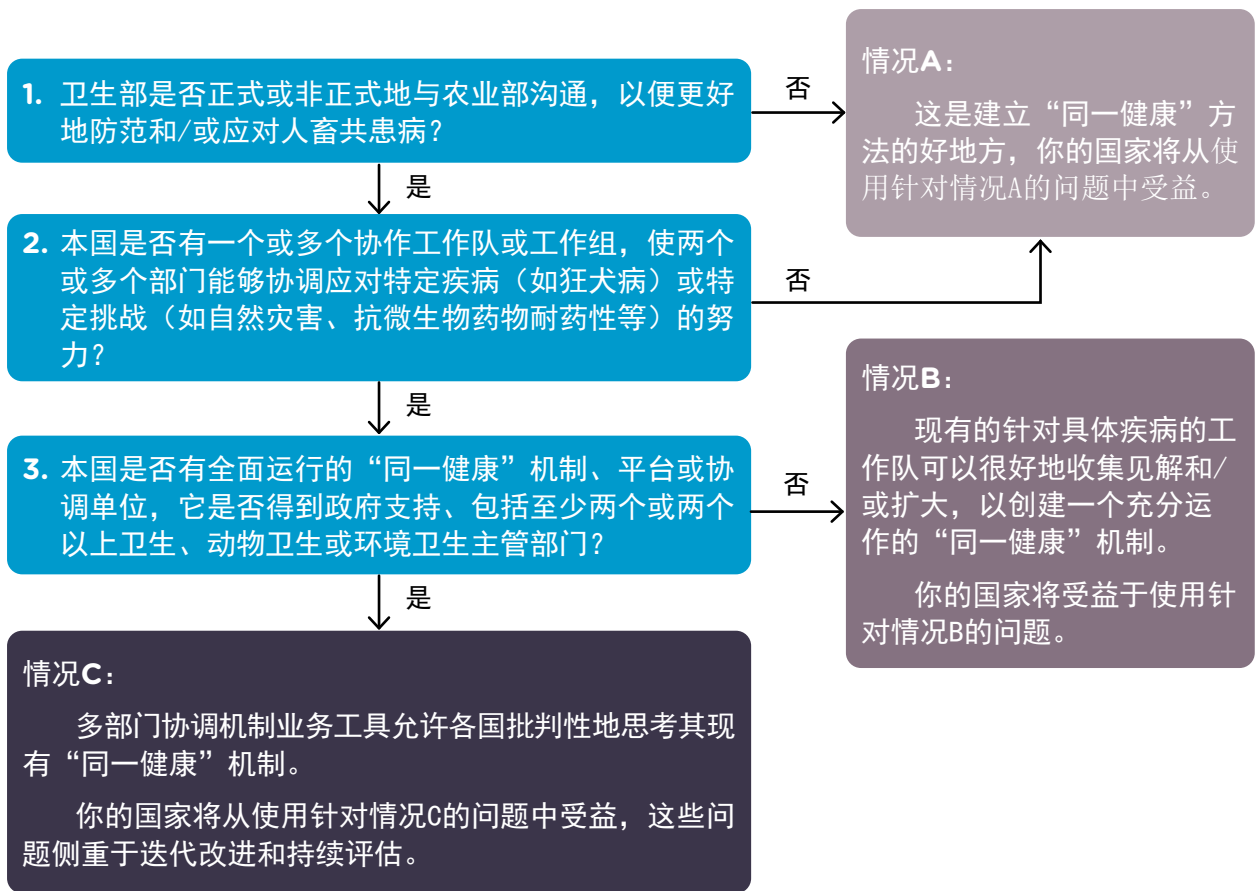 1. 卫生部是否正式或非正式地与农业部沟通，以便更好
地防范和/或应对人畜共患病？
否
情况A：
这是建立“同一健康”方
法的好地方，你的国家将从使
用针对情况A的问题中受益。
是
2. 本国是否有一个或多个协作工作队或工作组，使两个
或多个部门能够协调应对特定疾病（如狂犬病）或特
定挑战（如自然灾害、抗微生物药物耐药性等）的努
力？
否
是
3. 本国是否有全面运行的“同一健康”机制、平台或协
调单位，它是否得到政府支持、包括至少两个或两个
以上卫生、动物卫生或环境卫生主管部门？
否
情况B：
现有的针对具体疾病的工
作队可以很好地收集见解和/
或扩大，以创建一个充分运
作的“同一健康”机制。
你的国家将受益于使用针
对情况B的问题。
是
情况C：
多部门协调机制业务工具允许各国批判性地思考其现
有“同一健康”机制。
你的国家将从使用针对情况C的问题中受益，这些问
题侧重于迭代改进和持续评估。